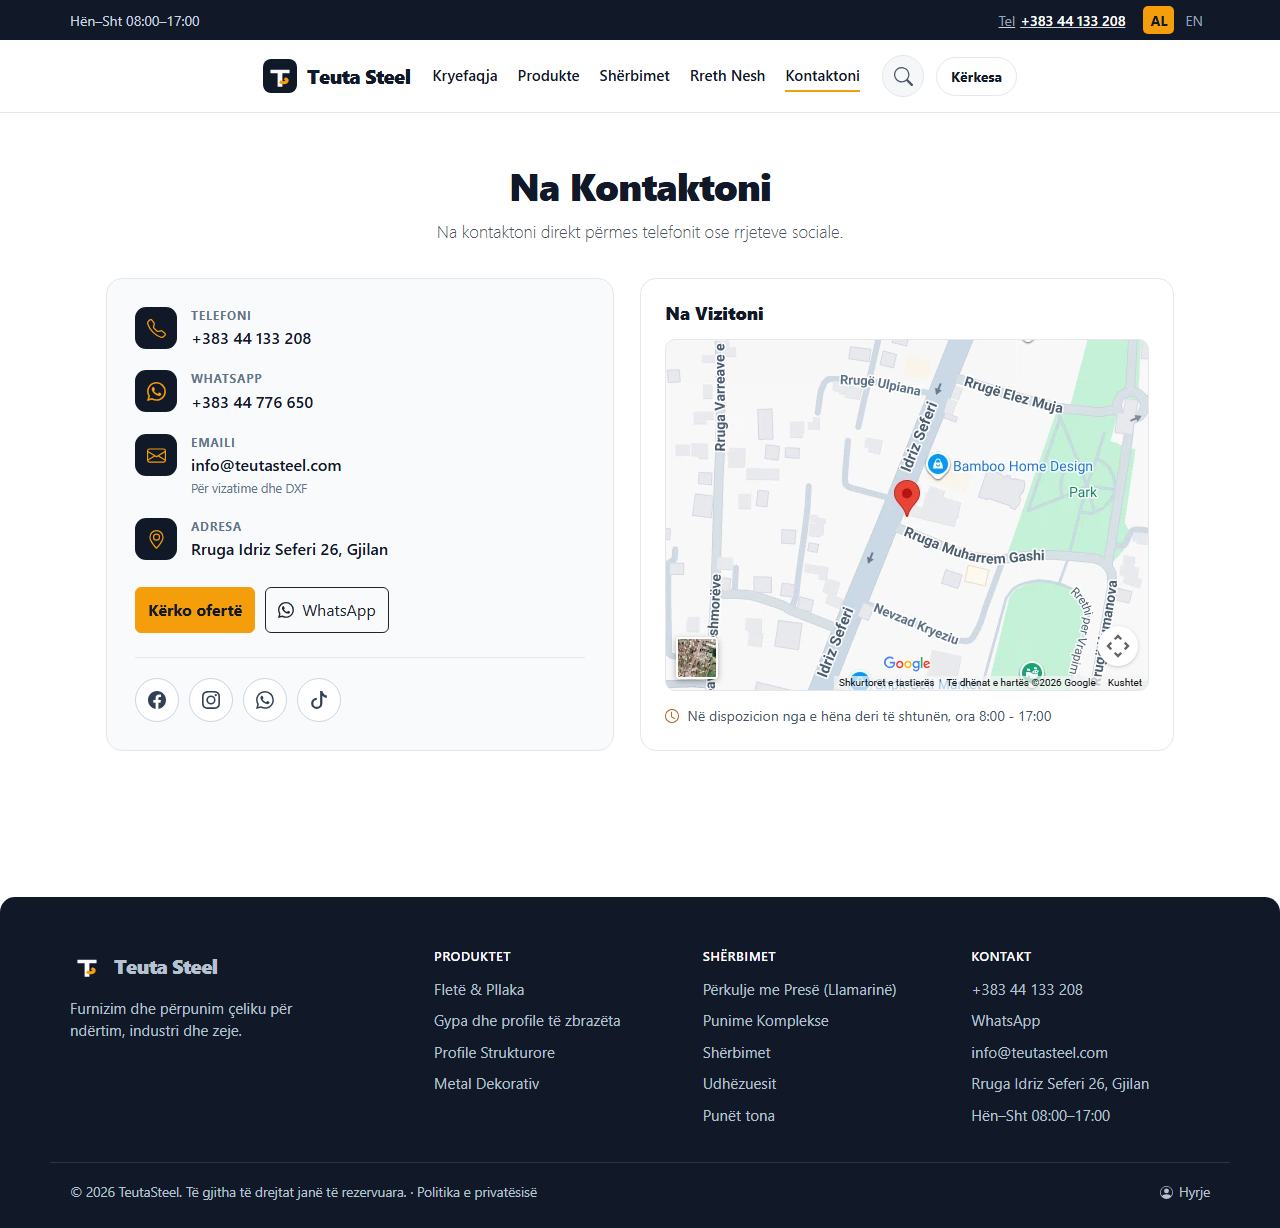 Hën–Sht 08:00–17:00
Tel +383 44 133 208
AL
EN
Teuta Steel
Kryefaqja
Produkte
Shërbimet
Rreth Nesh
Kontaktoni
Kërkesa
Na Kontaktoni
Na kontaktoni direkt përmes telefonit ose rrjeteve sociale.
TELEFONI
+383 44 133 208
WHATSAPP
+383 44 776 650
EMAILI
info@teutasteel.com
Për vizatime dhe DXF
ADRESA
Rruga Idriz Seferi 26, Gjilan
Kërko ofertë
WhatsApp
Na Vizitoni
Rruga Varreave e
Rrugë Ulpiana
Rrugë Elez Muja
Idriz Seferi
Bamboo Home Design
Park
Rruga Muharrem Gashi
Nevzad Kryeziu
Rrethi për Vrapim
Idriz Seferi
Google
Shkurtoret e tastierës
Të dhënat e hartës ©2026 Google
Kushtet
Në dispozicion nga e hëna deri të shtunën, ora 8:00 - 17:00
Teuta Steel
Furnizim dhe përpunim çeliku për
ndërtim, industri dhe zeje.
PRODUKTET
Fletë & Pllaka
Gypa dhe profile të zbrazëta
Profile Strukturore
Metal Dekorativ
SHËRBIMET
Përkulje me Presë (Llamarinë)
Punime Komplekse
Shërbimet
Udhëzuesit
Punët tona
KONTAKT
+383 44 133 208
WhatsApp
info@teutasteel.com
Rruga Idriz Seferi 26, Gjilan
Hën–Sht 08:00–17:00
© 2026 TeutaSteel. Të gjitha të drejtat janë të rezervuara. · Politika e privatësisë
Hyrje